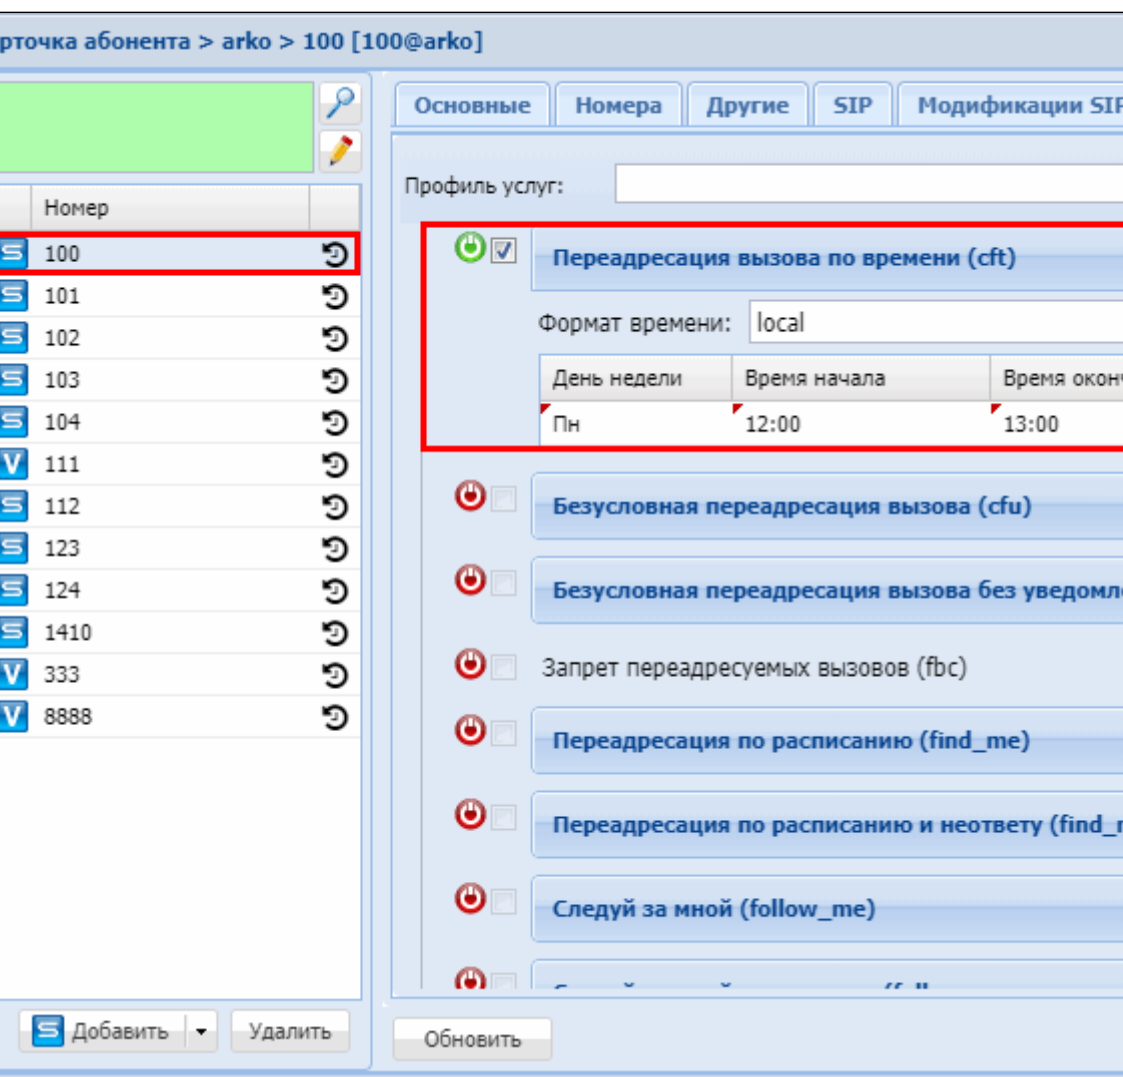 рточка абонента > arko > 100 [100@arko]
Основные Номера Другие SIP Модификации SIP
Профиль услуг:
Номер
S 100
S 101
S 102
S 103
S 104
V 111
S 112
S 123
S 124
S 1410
V 333
V 8888
Переадресация вызова по времени (cft)
Формат времени: local
День недели Время начала Время оконч
Пн 12:00 13:00
Безусловная переадресация вызова (cfu)
Безусловная переадресация вызова без уведомле
Запрет переадресуемых вызовов (fbc)
Переадресация по расписанию (find_me)
Переадресация по расписанию и неответу (find_n
Следуй за мной (follow_me)
S Добавить Удалить
Обновить